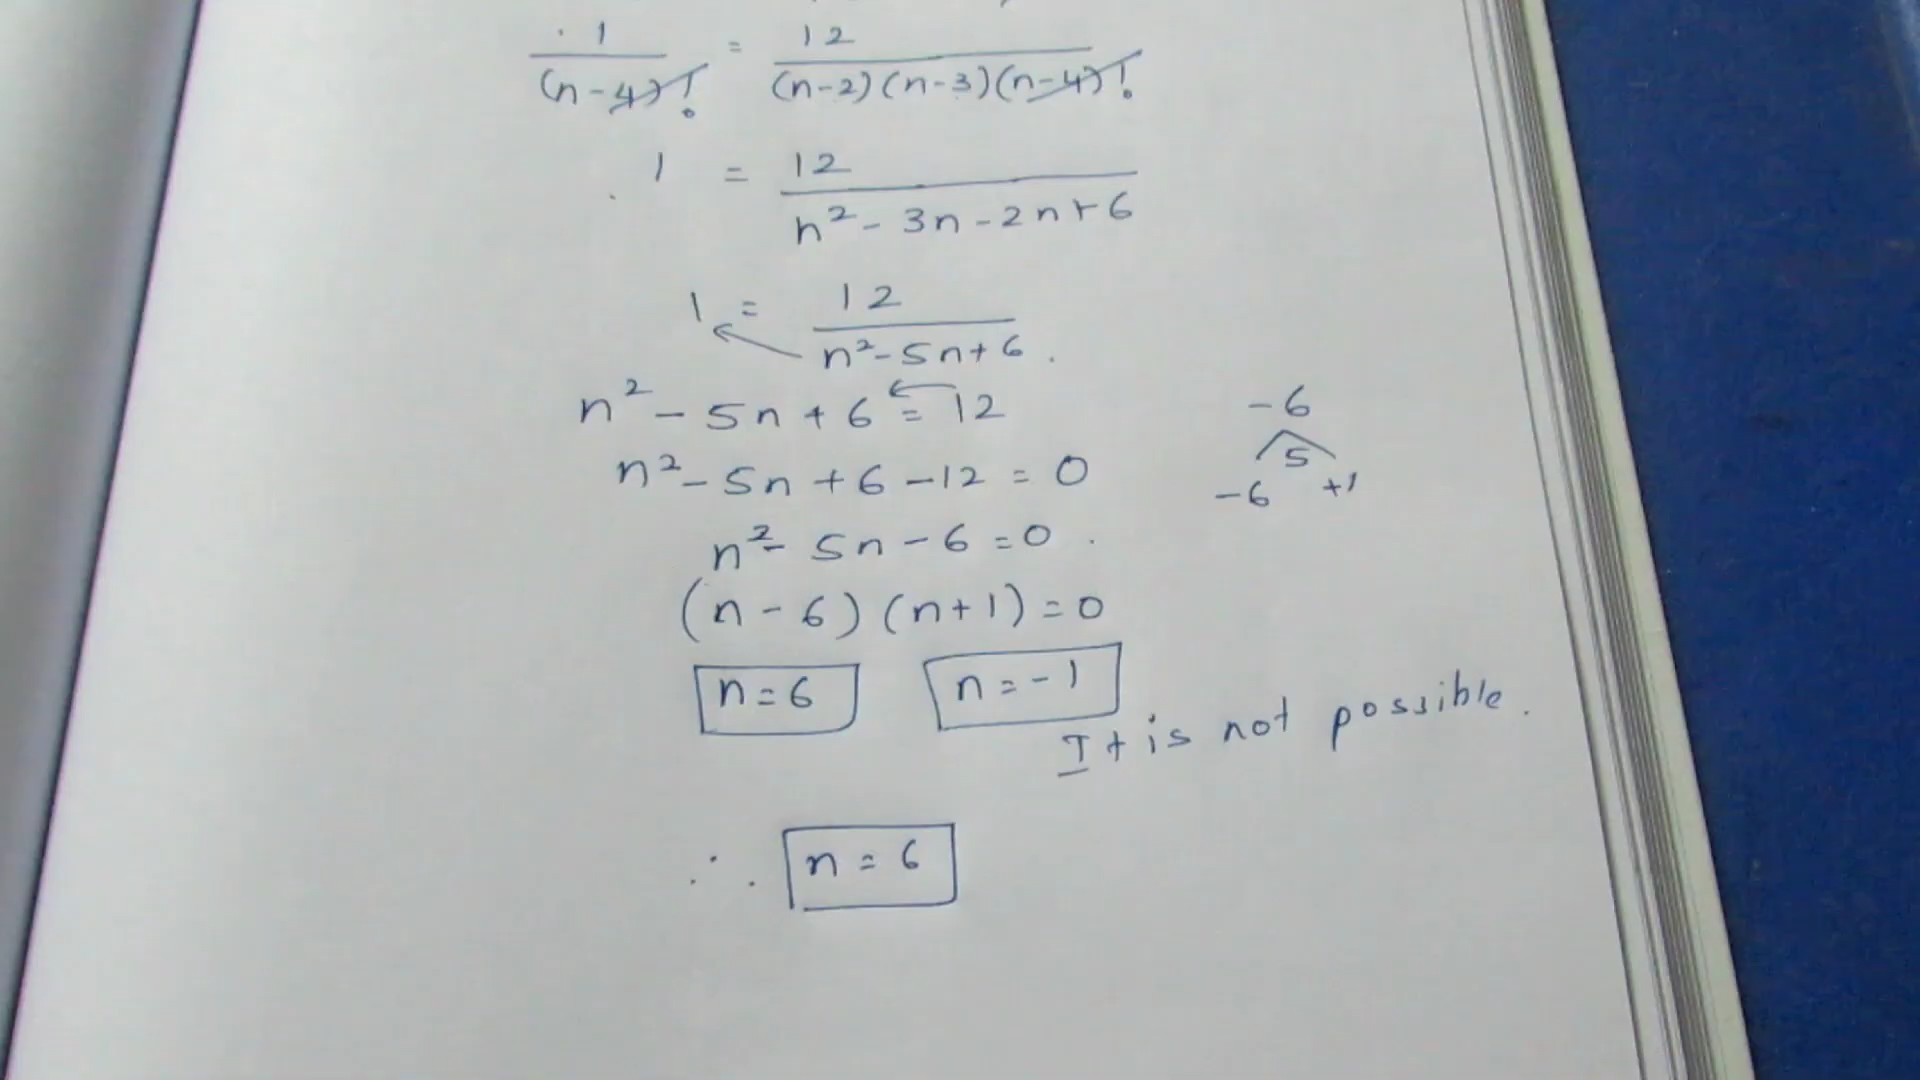 1/(n-4)! = 12/(n-2)(n-3)(n-4)!
1 = 12/n²-3n-2n+6
1 = 12/n²-5n+6.
n²-5n+6 = 12
n²-5n+6-12 = 0
n²-5n-6=0.
(n-6)(n+1)=0
n=6 n=-1
It is not possible.
∴ n = 6
-6
5
-6 +1